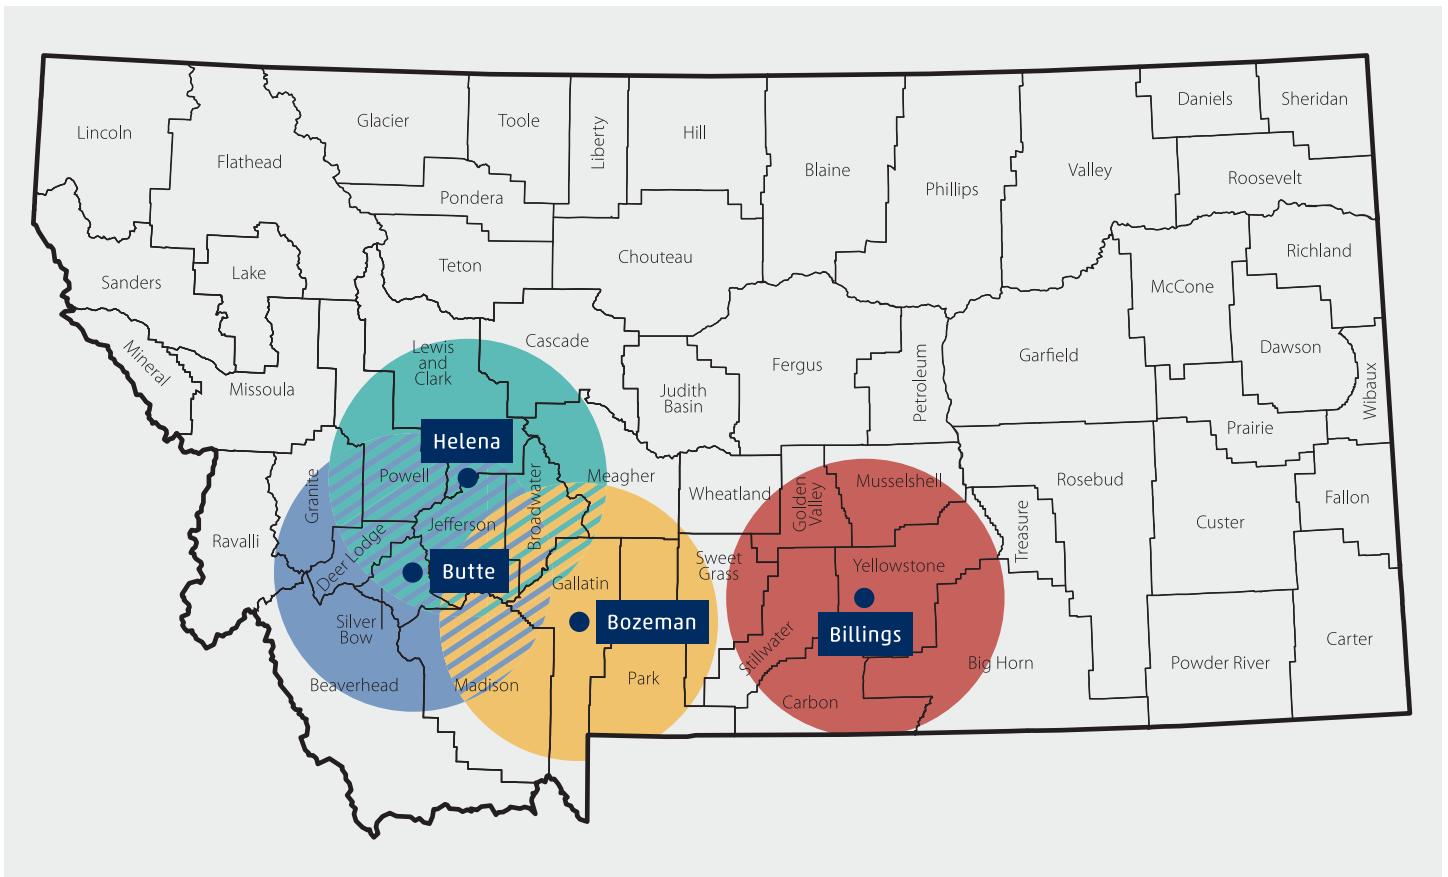 Daniels
Sheridan
Lincoln
Glacier
Toole
Liberty
Hill
Flathead
Blaine
Valley
Phillips
Roosevelt
Pondera
Richland
Teton
Chouteau
Lake
Sanders
McCone
Cascade
Lewis
and
Clark
Mineral
Missoula
Judith
Basin
Fergus
Petroleum
Garfield
Dawson
Wibaux
Prairie
Helena
Granite
Powell
Broadwater
Meagher
Wheatland
Golden
Valley
Musselshell
Rosebud
Treasure
Custer
Fallon
Ravalli
Deer Lodge
Jefferson
Butte
Gallatin
Sweet
Grass
Yellowstone
Silver
Bow
Bozeman
Billings
Stillwater
Carter
Beaverhead
Madison
Park
Carbon
Big Horn
Powder River